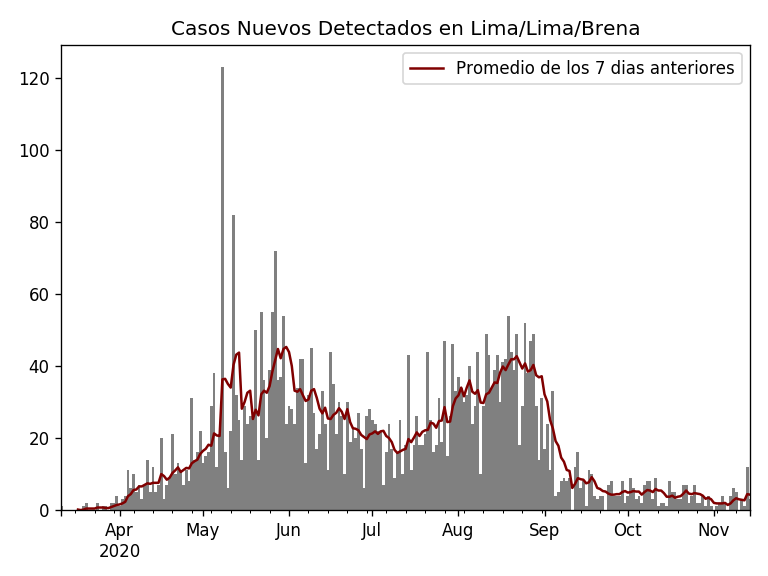 Casos Nuevos Detectados en Lima/Lima/Brena
Promedio de los 7 dias anteriores
120
100
80
60
40
20
0
Apr May Jun Jul Aug Sep Oct Nov
2020